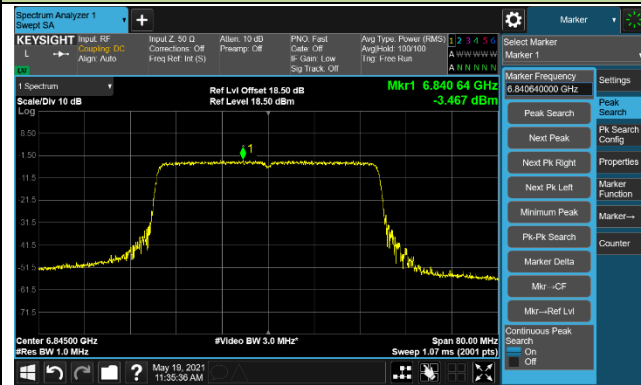 Spectrum Analyzer 1
Swept SA
Marker
KEYSIGHT
L
Input: RF
Coupling: DC
Align: Auto
Input Z: 50 Ω
Corrections: Off
Freq Ref: Int (S)
Atten: 10 dB
Preamp: Off
PNO: Fast
Gate: Off
IF Gain: Low
Sig Track: Off
Avg Type: Power (RMS)
Avg|Hold: 100/100
Trig: Free Run
1 2 3 4 5 6
A W W W W W
A N N N N N
Select Marker
Marker 1
1 Spectrum
Scale/Div 10 dB
Log
Ref Lvl Offset 18.50 dB
Ref Level 18.50 dBm
Mkr1 6.840 64 GHz
-3.467 dBm
8.50
1.50
-11.5
-21.5
-31.5
-41.5
-51.5
-61.5
71.5
1
Center 6.84500 GHz
#Res BW 1.0 MHz
#Video BW 3.0 MHz*
Span 80.00 MHz
Sweep 1.07 ms (2001 pts)
Marker Frequency
6.840640000 GHz
Peak Search
Next Peak
Next Pk Right
Next Pk Left
Minimum Peak
Pk-Pk Search
Marker Delta
Mkr→CF
Mkr→Ref Lvl
Continuous Peak
Search
On
Off
Settings
Peak
Search
Pk Search
Config
Properties
Marker
Function
Marker→
Counter
May 19, 2021
11:35:36 AM